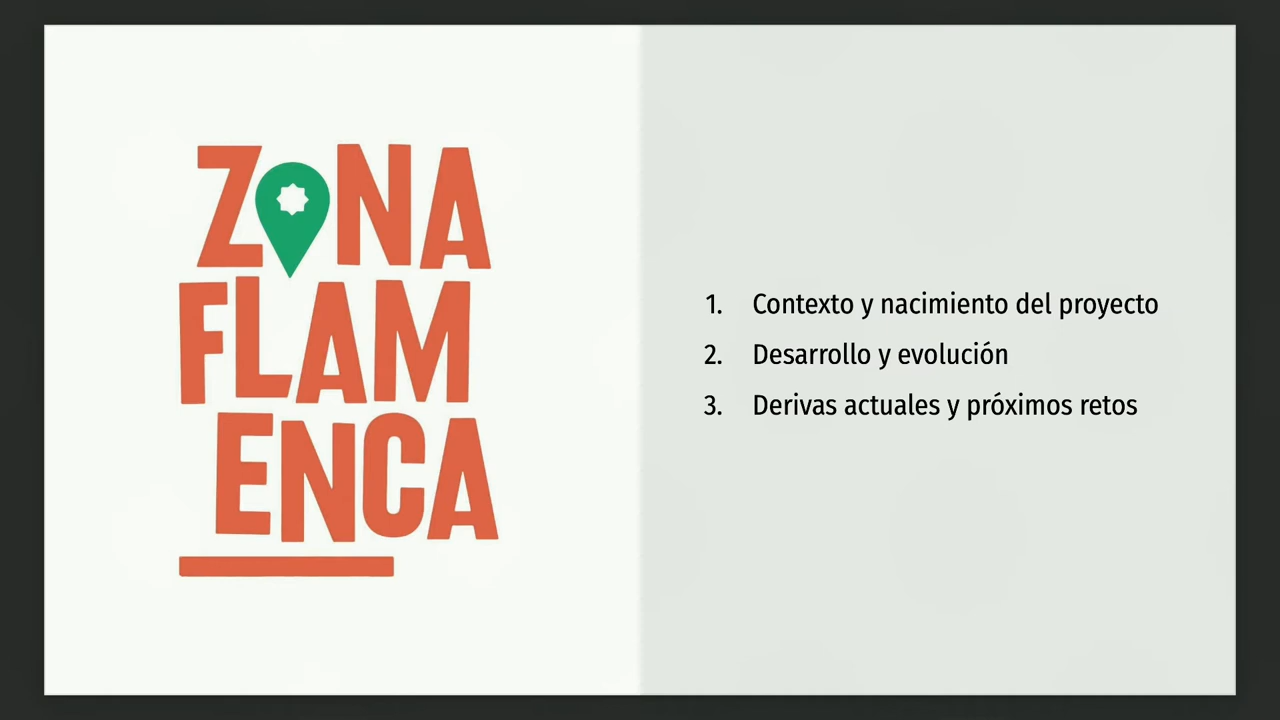 ZONA
FLAM
ENCA
1. Contexto y nacimiento del proyecto
2. Desarrollo y evolución
3. Derivas actuales y próximos retos